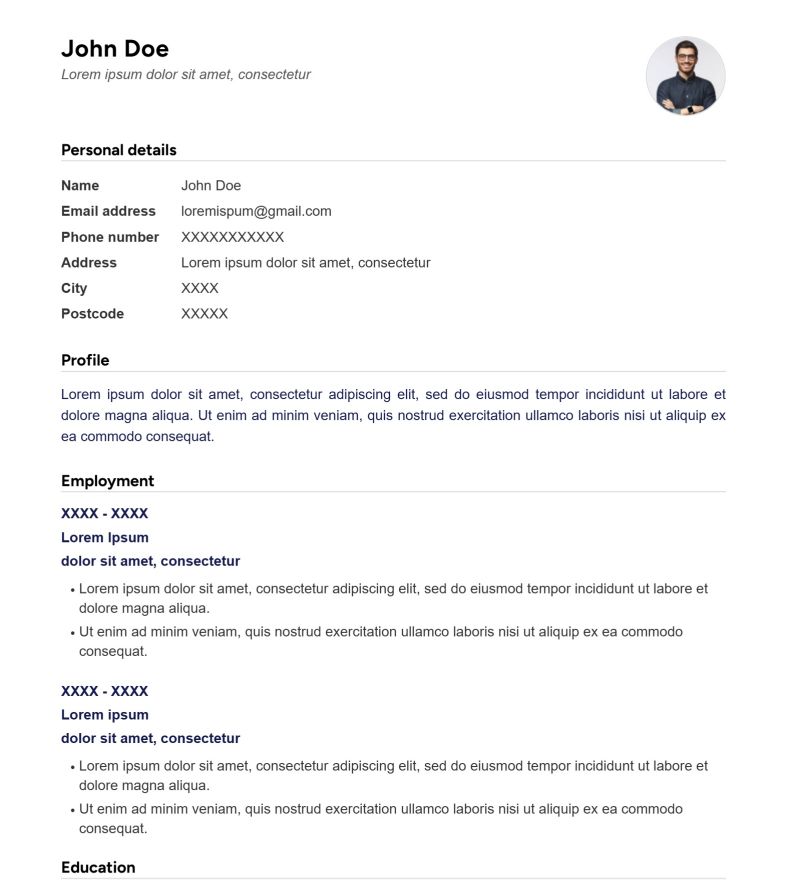 John Doe
Lorem ipsum dolor sit amet, consectetur
Personal details
Name John Doe
Email address loremispum@gmail.com
Phone number XXXXXXXXXXX
Address Lorem ipsum dolor sit amet, consectetur
City XXXX
Postcode XXXXX
Profile
Lorem ipsum dolor sit amet, consectetur adipiscing elit, sed do eiusmod tempor incididunt ut labore et
dolore magna aliqua. Ut enim ad minim veniam, quis nostrud exercitation ullamco laboris nisi ut aliquip ex
ea commodo consequat.
Employment
XXXX - XXXX
Lorem Ipsum
dolor sit amet, consectetur
• Lorem ipsum dolor sit amet, consectetur adipiscing elit, sed do eiusmod tempor incididunt ut labore et
dolore magna aliqua.
• Ut enim ad minim veniam, quis nostrud exercitation ullamco laboris nisi ut aliquip ex ea commodo
consequat.
XXXX - XXXX
Lorem ipsum
dolor sit amet, consectetur
• Lorem ipsum dolor sit amet, consectetur adipiscing elit, sed do eiusmod tempor incididunt ut labore et
dolore magna aliqua.
• Ut enim ad minim veniam, quis nostrud exercitation ullamco laboris nisi ut aliquip ex ea commodo
consequat.
Education